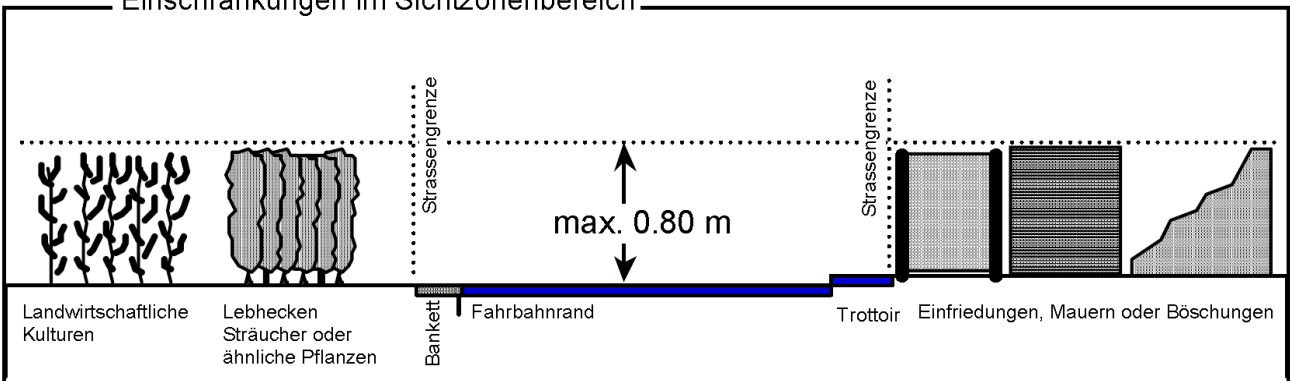 Einschränkungen im Sichtzonenbereich
Strassengrenze
Strassengrenze
max. 0.80 m
Landwirtschaftliche
Kulturen
Lebhecken
Sträucher oder
ähnliche Pflanzen
Bankett
Fahrbahnrand
Trottoir
Einfriedungen, Mauern oder Böschungen